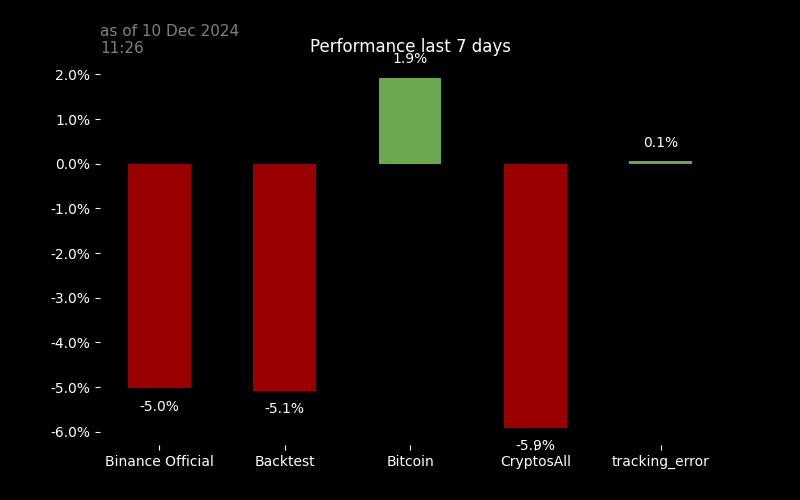 as of 10 Dec 2024
11:26
Performance last 7 days
1.9%
2.0%
1.0%
0.1%
0.0%
-1.0%
-2.0%
-3.0%
-4.0%
-5.0%
-5.0%
-5.1%
-6.0%
-5.9%
Binance Official
Backtest
Bitcoin
CryptosAll
tracking_error